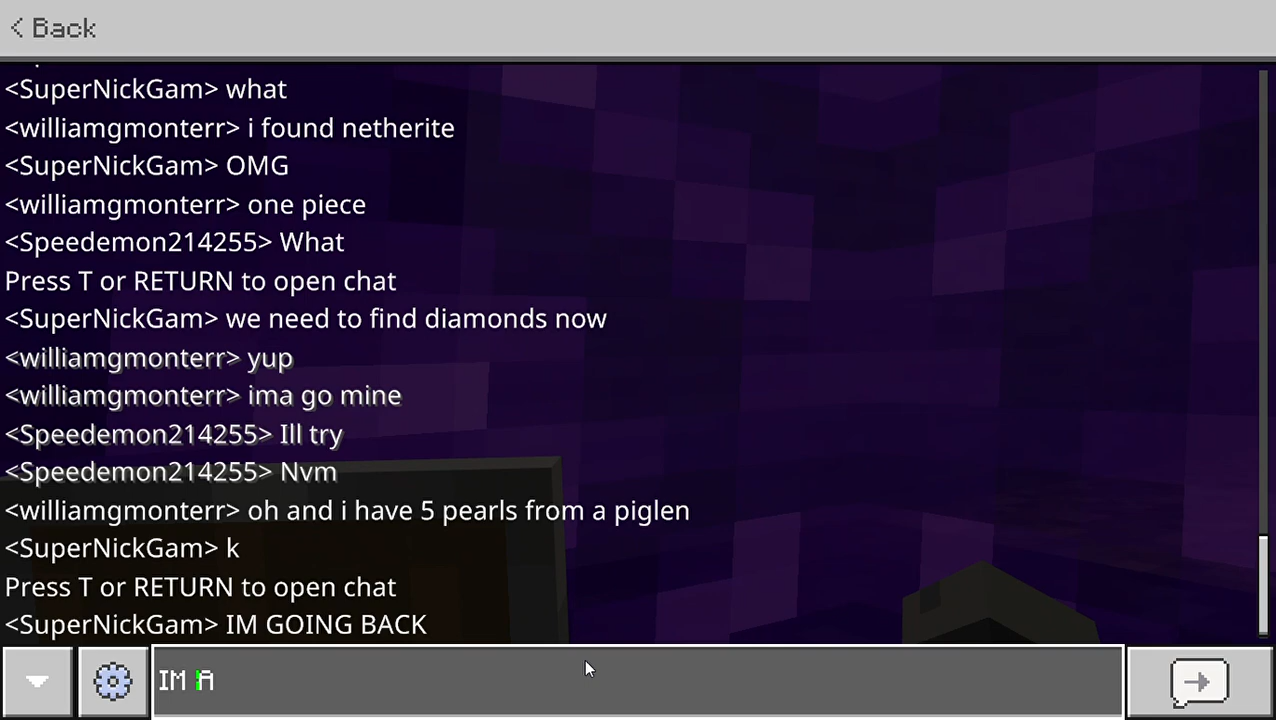 < Back
<SuperNickGam> what
<williamgmonterr> i found netherite
<SuperNickGam> OMG
<williamgmonterr> one piece
<Speedemon214255> What
Press T or RETURN to open chat
<SuperNickGam> we need to find diamonds now
<williamgmonterr> yup
<williamgmonterr> ima go mine
<Speedemon214255> Ill try
<Speedemon214255> Nvm
<williamgmonterr> oh and i have 5 pearls from a piglen
<SuperNickGam> k
Press T or RETURN to open chat
<SuperNickGam> IM GOING BACK
IM A